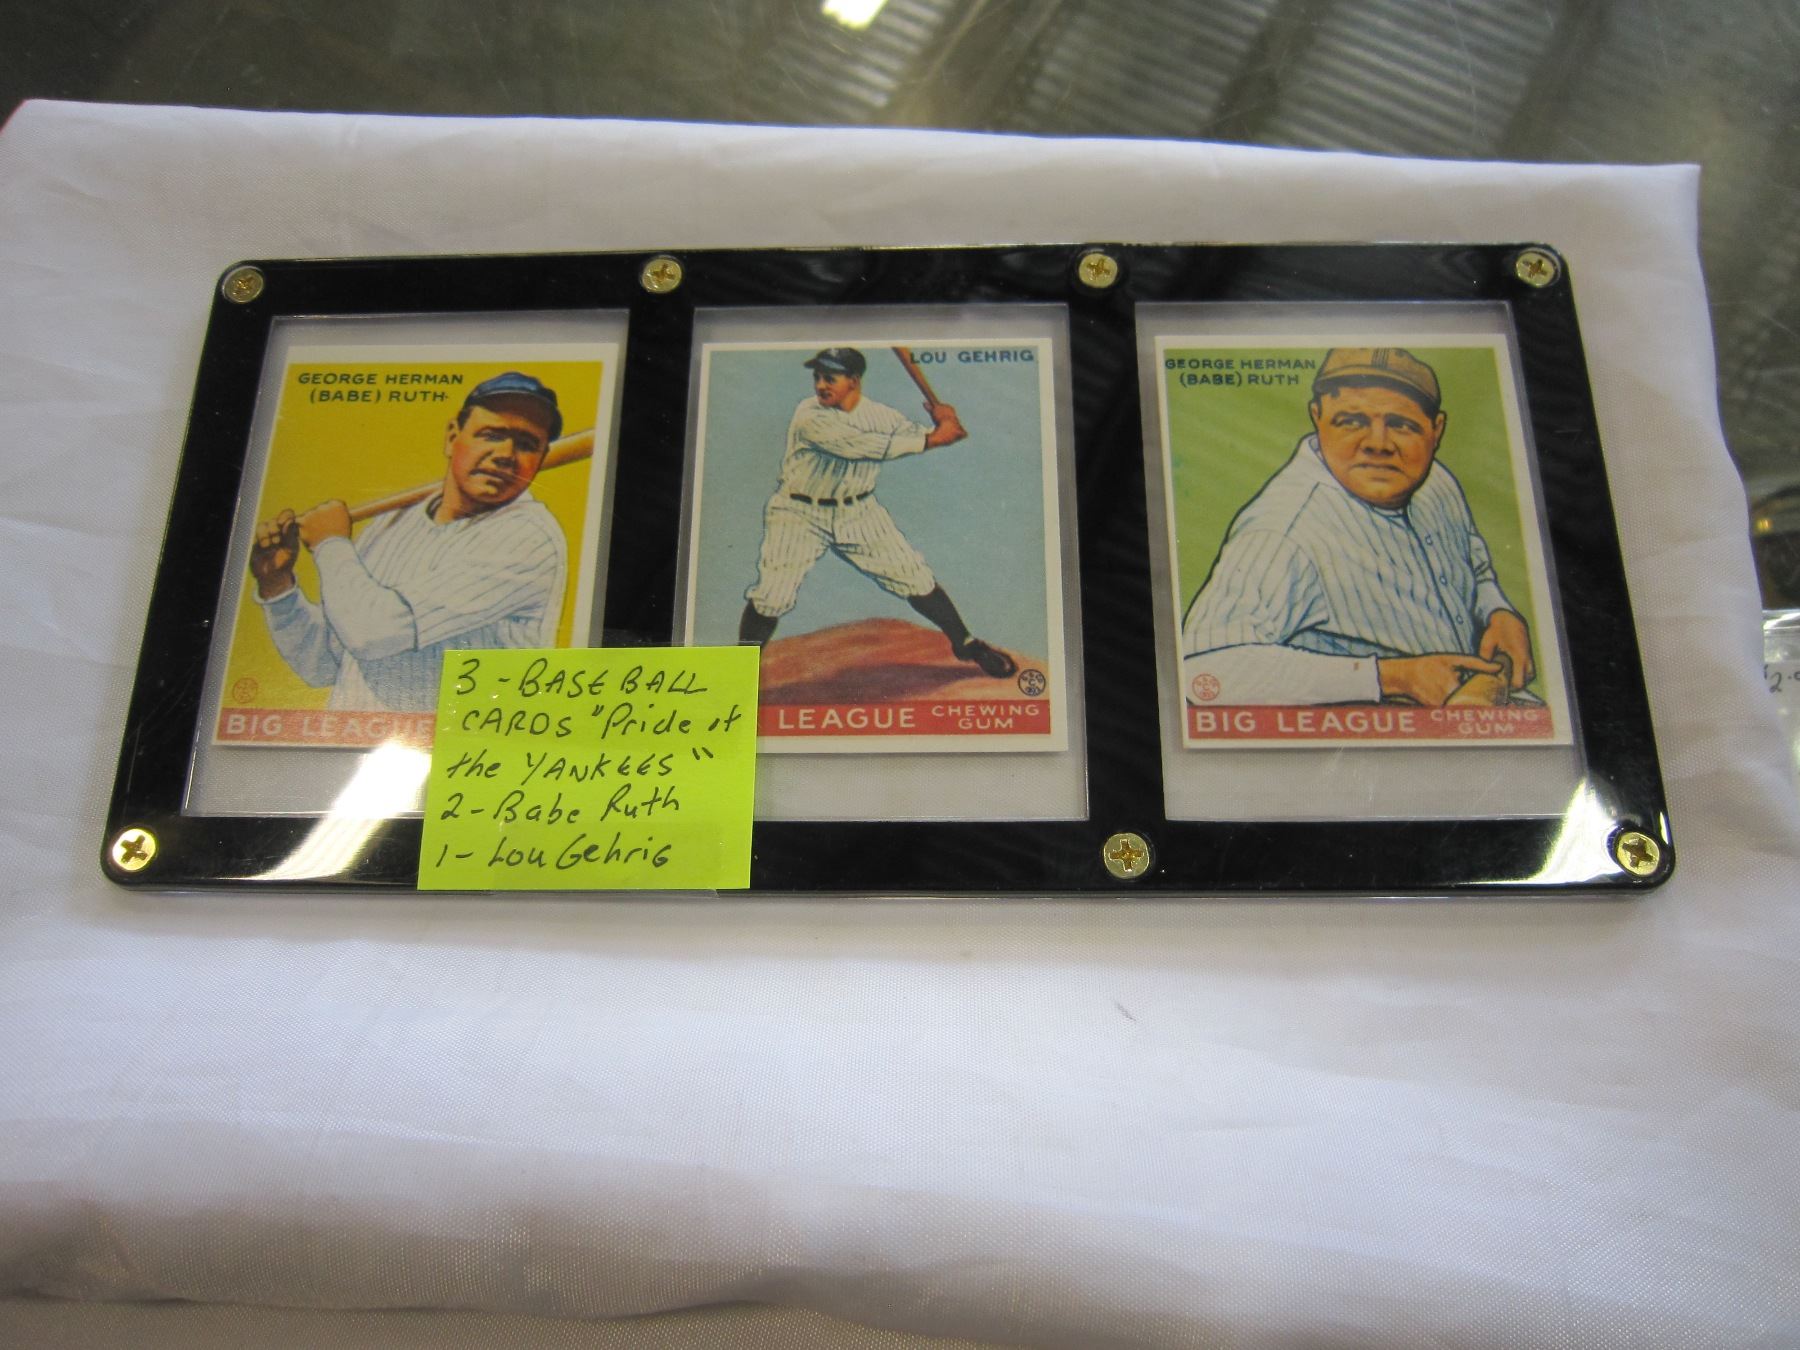 GEORGE HERMAN
(BABE) RUTH.
BIG LEAGUE
LOU GEHRIG
LEAGUE CHEWING
GUM
GEORGE HERMAN
(BABE) RUTH
BIG LEAGUE CHEWING
GUM
3 - BASEBALL
CARDS "Pride of
the YANKEES"
2 - Babe Ruth
1 - Lou Gehrig